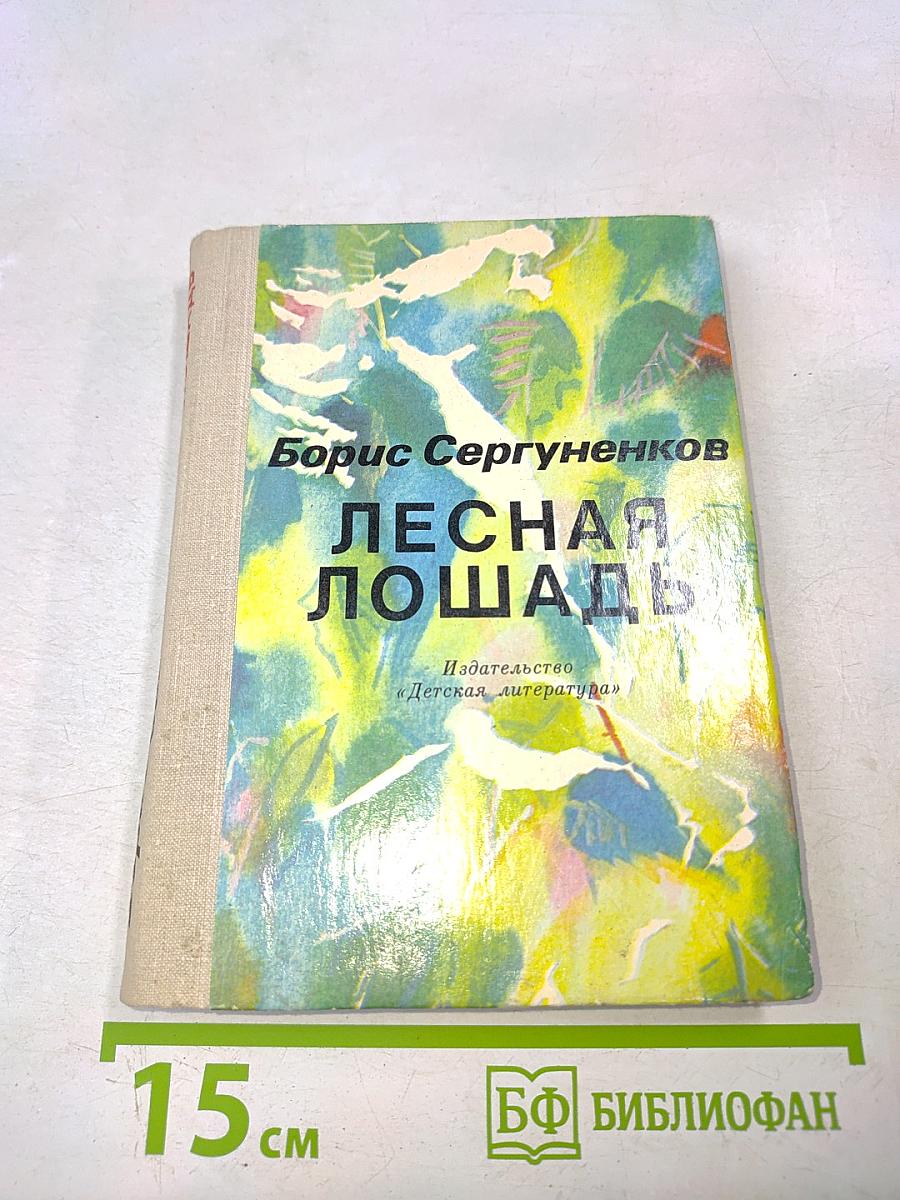 Борис Сергуненков
ЛЕСНАЯ
ЛОШАДЬ
Издательство
«Детская литература»
15 см
БФ БИБЛИОФАН